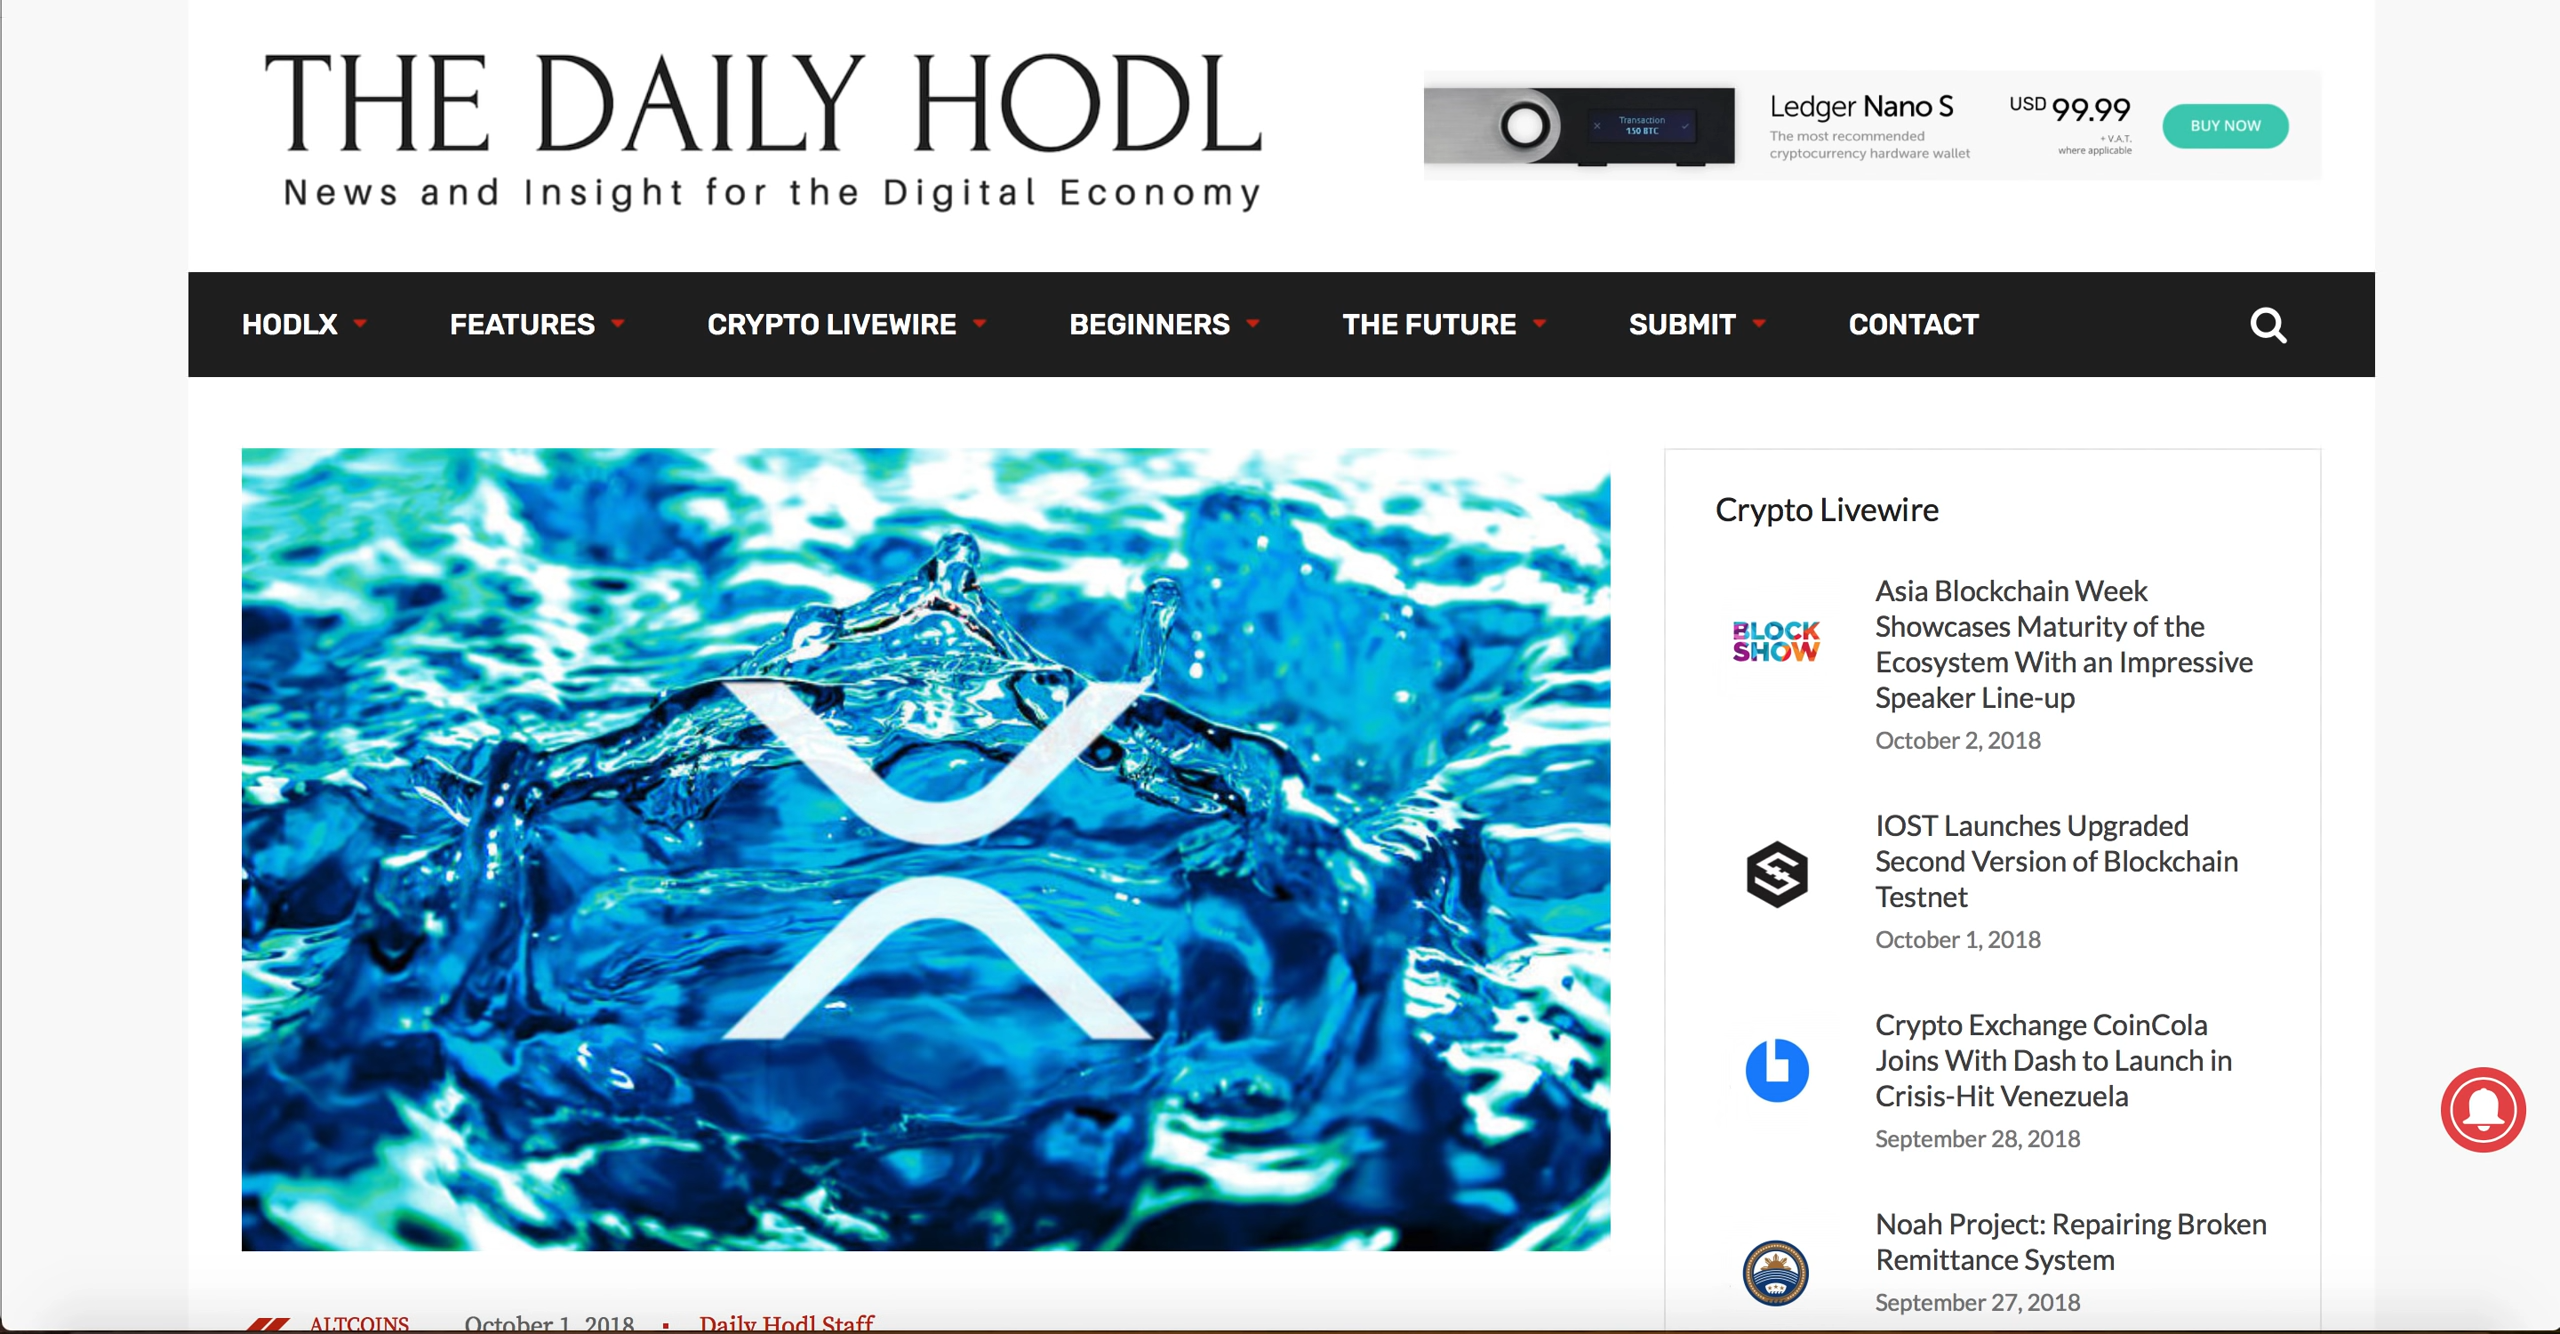 THE DAILY HODL
News and Insight for the Digital Economy
Transaction
1.50 BTC
Ledger Nano S
The most recommended
cryptocurrency hardware wallet
USD 99.99
+ V.A.T.
where applicable
BUY NOW
HODLX
FEATURES
CRYPTO LIVEWIRE
BEGINNERS
THE FUTURE
SUBMIT
CONTACT
Crypto Livewire
BLOCK
SHOW
Asia Blockchain Week
Showcases Maturity of the
Ecosystem With an Impressive
Speaker Line-up
October 2, 2018
IOST Launches Upgraded
Second Version of Blockchain
Testnet
October 1, 2018
Crypto Exchange CoinCola
Joins With Dash to Launch in
Crisis-Hit Venezuela
September 28, 2018
Noah Project: Repairing Broken
Remittance System
September 27, 2018
ALTCOINS October 1, 2018 Daily Hodl Staff